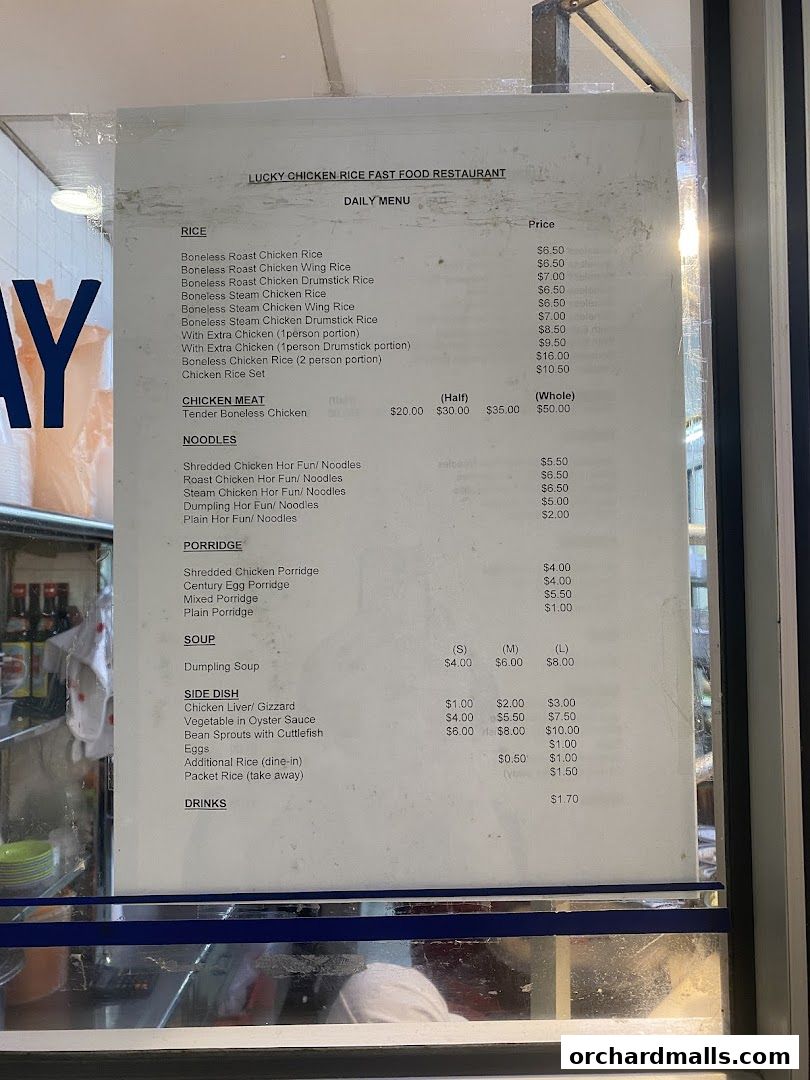 LUCKY CHICKEN RICE FAST FOOD RESTAURANT
DAILY MENU
RICE Price
Boneless Roast Chicken Rice $6.50
Boneless Roast Chicken Wing Rice $6.50
Boneless Roast Chicken Drumstick Rice $7.00
Boneless Steam Chicken Rice $6.50
Boneless Steam Chicken Wing Rice $6.50
Boneless Steam Chicken Drumstick Rice $7.00
With Extra Chicken (1person portion) $8.50
With Extra Chicken (1person Drumstick portion) $9.50
Boneless Chicken Rice (2 person portion) $16.00
Chicken Rice Set $10.50
CHICKEN MEAT (Half) (Whole)
Tender Boneless Chicken $20.00 $30.00 $35.00 $50.00
NOODLES
Shredded Chicken Hor Fun/ Noodles $5.50
Roast Chicken Hor Fun/ Noodles $6.50
Steam Chicken Hor Fun/ Noodles $6.50
Dumpling Hor Fun/ Noodles $5.00
Plain Hor Fun/ Noodles $2.00
PORRIDGE
Shredded Chicken Porridge $4.00
Century Egg Porridge $4.00
Mixed Porridge $5.50
Plain Porridge $1.00
SOUP
(S) (M) (L)
Dumpling Soup $4.00 $6.00 $8.00
SIDE DISH
Chicken Liver/ Gizzard $1.00 $2.00 $3.00
Vegetable in Oyster Sauce $4.00 $5.50 $7.50
Bean Sprouts with Cuttlefish $6.00 $8.00 $10.00
Eggs $1.00
Additional Rice (dine-in) $0.50 $1.00
Packet Rice (take away) $1.50
DRINKS $1.70
AY
orchardmalls.com